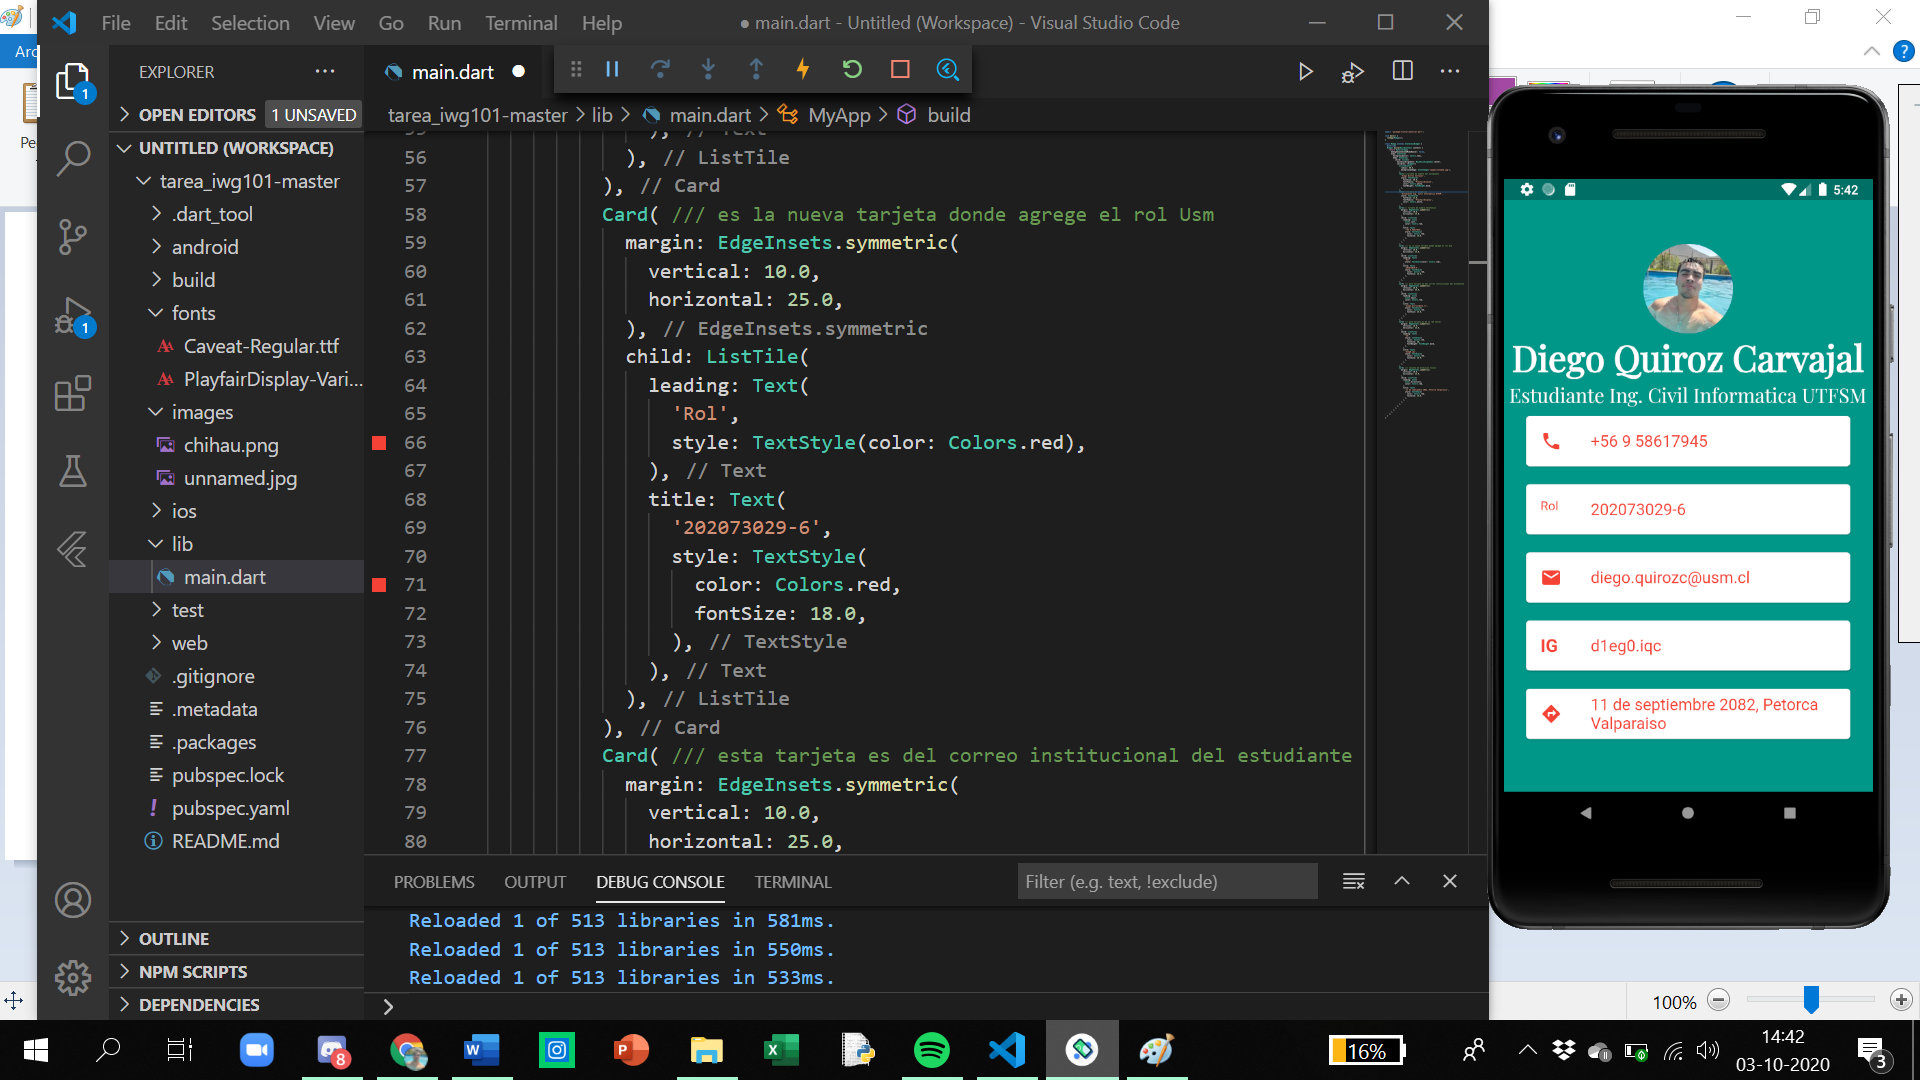 File Edit Selection View Go Run Terminal Help
● main.dart - Untitled (Workspace) - Visual Studio Code
Arc
Pe
EXPLORER
OPEN EDITORS 1 UNSAVED
UNTITLED (WORKSPACE)
tarea_iwg101-master
.dart_tool
android
build
fonts
Caveat-Regular.ttf
PlayfairDisplay-Vari...
images
chihau.png
unnamed.jpg
ios
lib
main.dart
test
web
.gitignore
.metadata
.packages
pubspec.lock
pubspec.yaml
README.md
OUTLINE
NPM SCRIPTS
DEPENDENCIES
1
1
main.dart
tarea_iwg101-master > lib > main.dart > MyApp > build
55 ), // Text
56 ), // ListTile
57 ), // Card
58 Card( /// es la nueva tarjeta donde agrege el rol Usm
59 margin: EdgeInsets.symmetric(
60 vertical: 10.0,
61 horizontal: 25.0,
62 ), // EdgeInsets.symmetric
63 child: ListTile(
64 leading: Text(
65 'Rol',
66 style: TextStyle(color: Colors.red),
67 ), // Text
68 title: Text(
69 '202073029-6',
70 style: TextStyle(
71 color: Colors.red,
72 fontSize: 18.0,
73 ), // TextStyle
74 ), // Text
75 ), // ListTile
76 ), // Card
77 Card( /// esta tarjeta es del correo institucional del estudiante
78 margin: EdgeInsets.symmetric(
79 vertical: 10.0,
80 horizontal: 25.0,
PROBLEMS OUTPUT DEBUG CONSOLE TERMINAL
Filter (e.g. text, !exclude)
Reloaded 1 of 513 libraries in 581ms.
Reloaded 1 of 513 libraries in 550ms.
Reloaded 1 of 513 libraries in 533ms.
5:42
Diego Quiroz Carvajal
Estudiante Ing. Civil Informatica UTFSM
+56 9 58617945
Rol 202073029-6
diego.quirozc@usm.cl
IG d1eg0.iqc
11 de septiembre 2082, Petorca
Valparaiso
100%
8
16%
14:42
03-10-2020
3